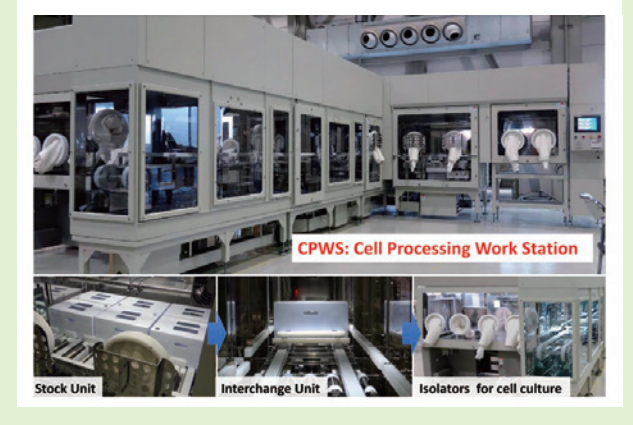 CPWS: Cell Processing Work Station
Stock Unit
Interchange Unit
Isolators for cell culture